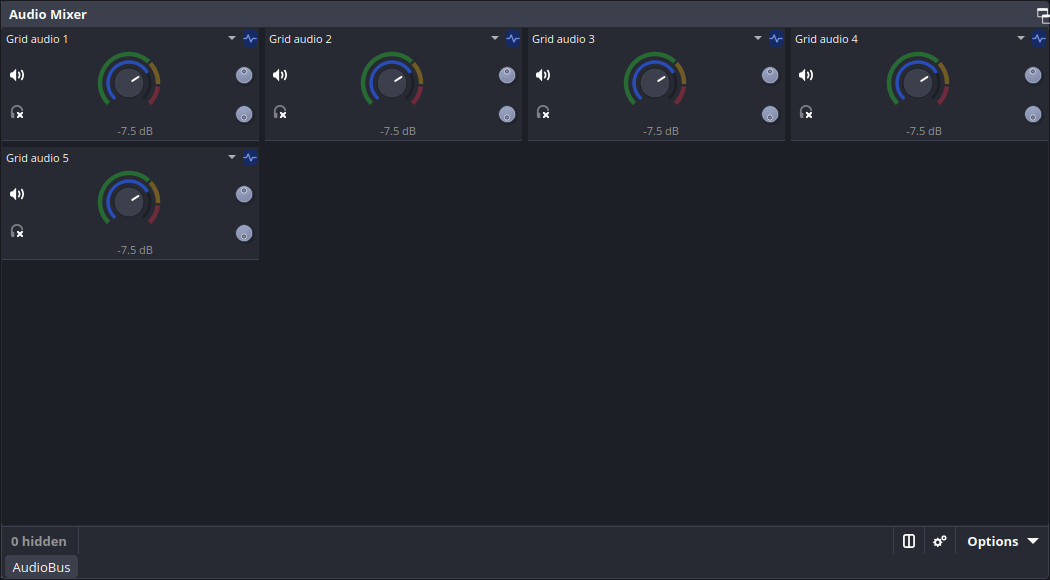 Audio Mixer
Grid audio 1
Grid audio 2
Grid audio 3
Grid audio 4
-7.5 dB
-7.5 dB
-7.5 dB
-7.5 dB
Grid audio 5
-7.5 dB
0 hidden
Options
AudioBus